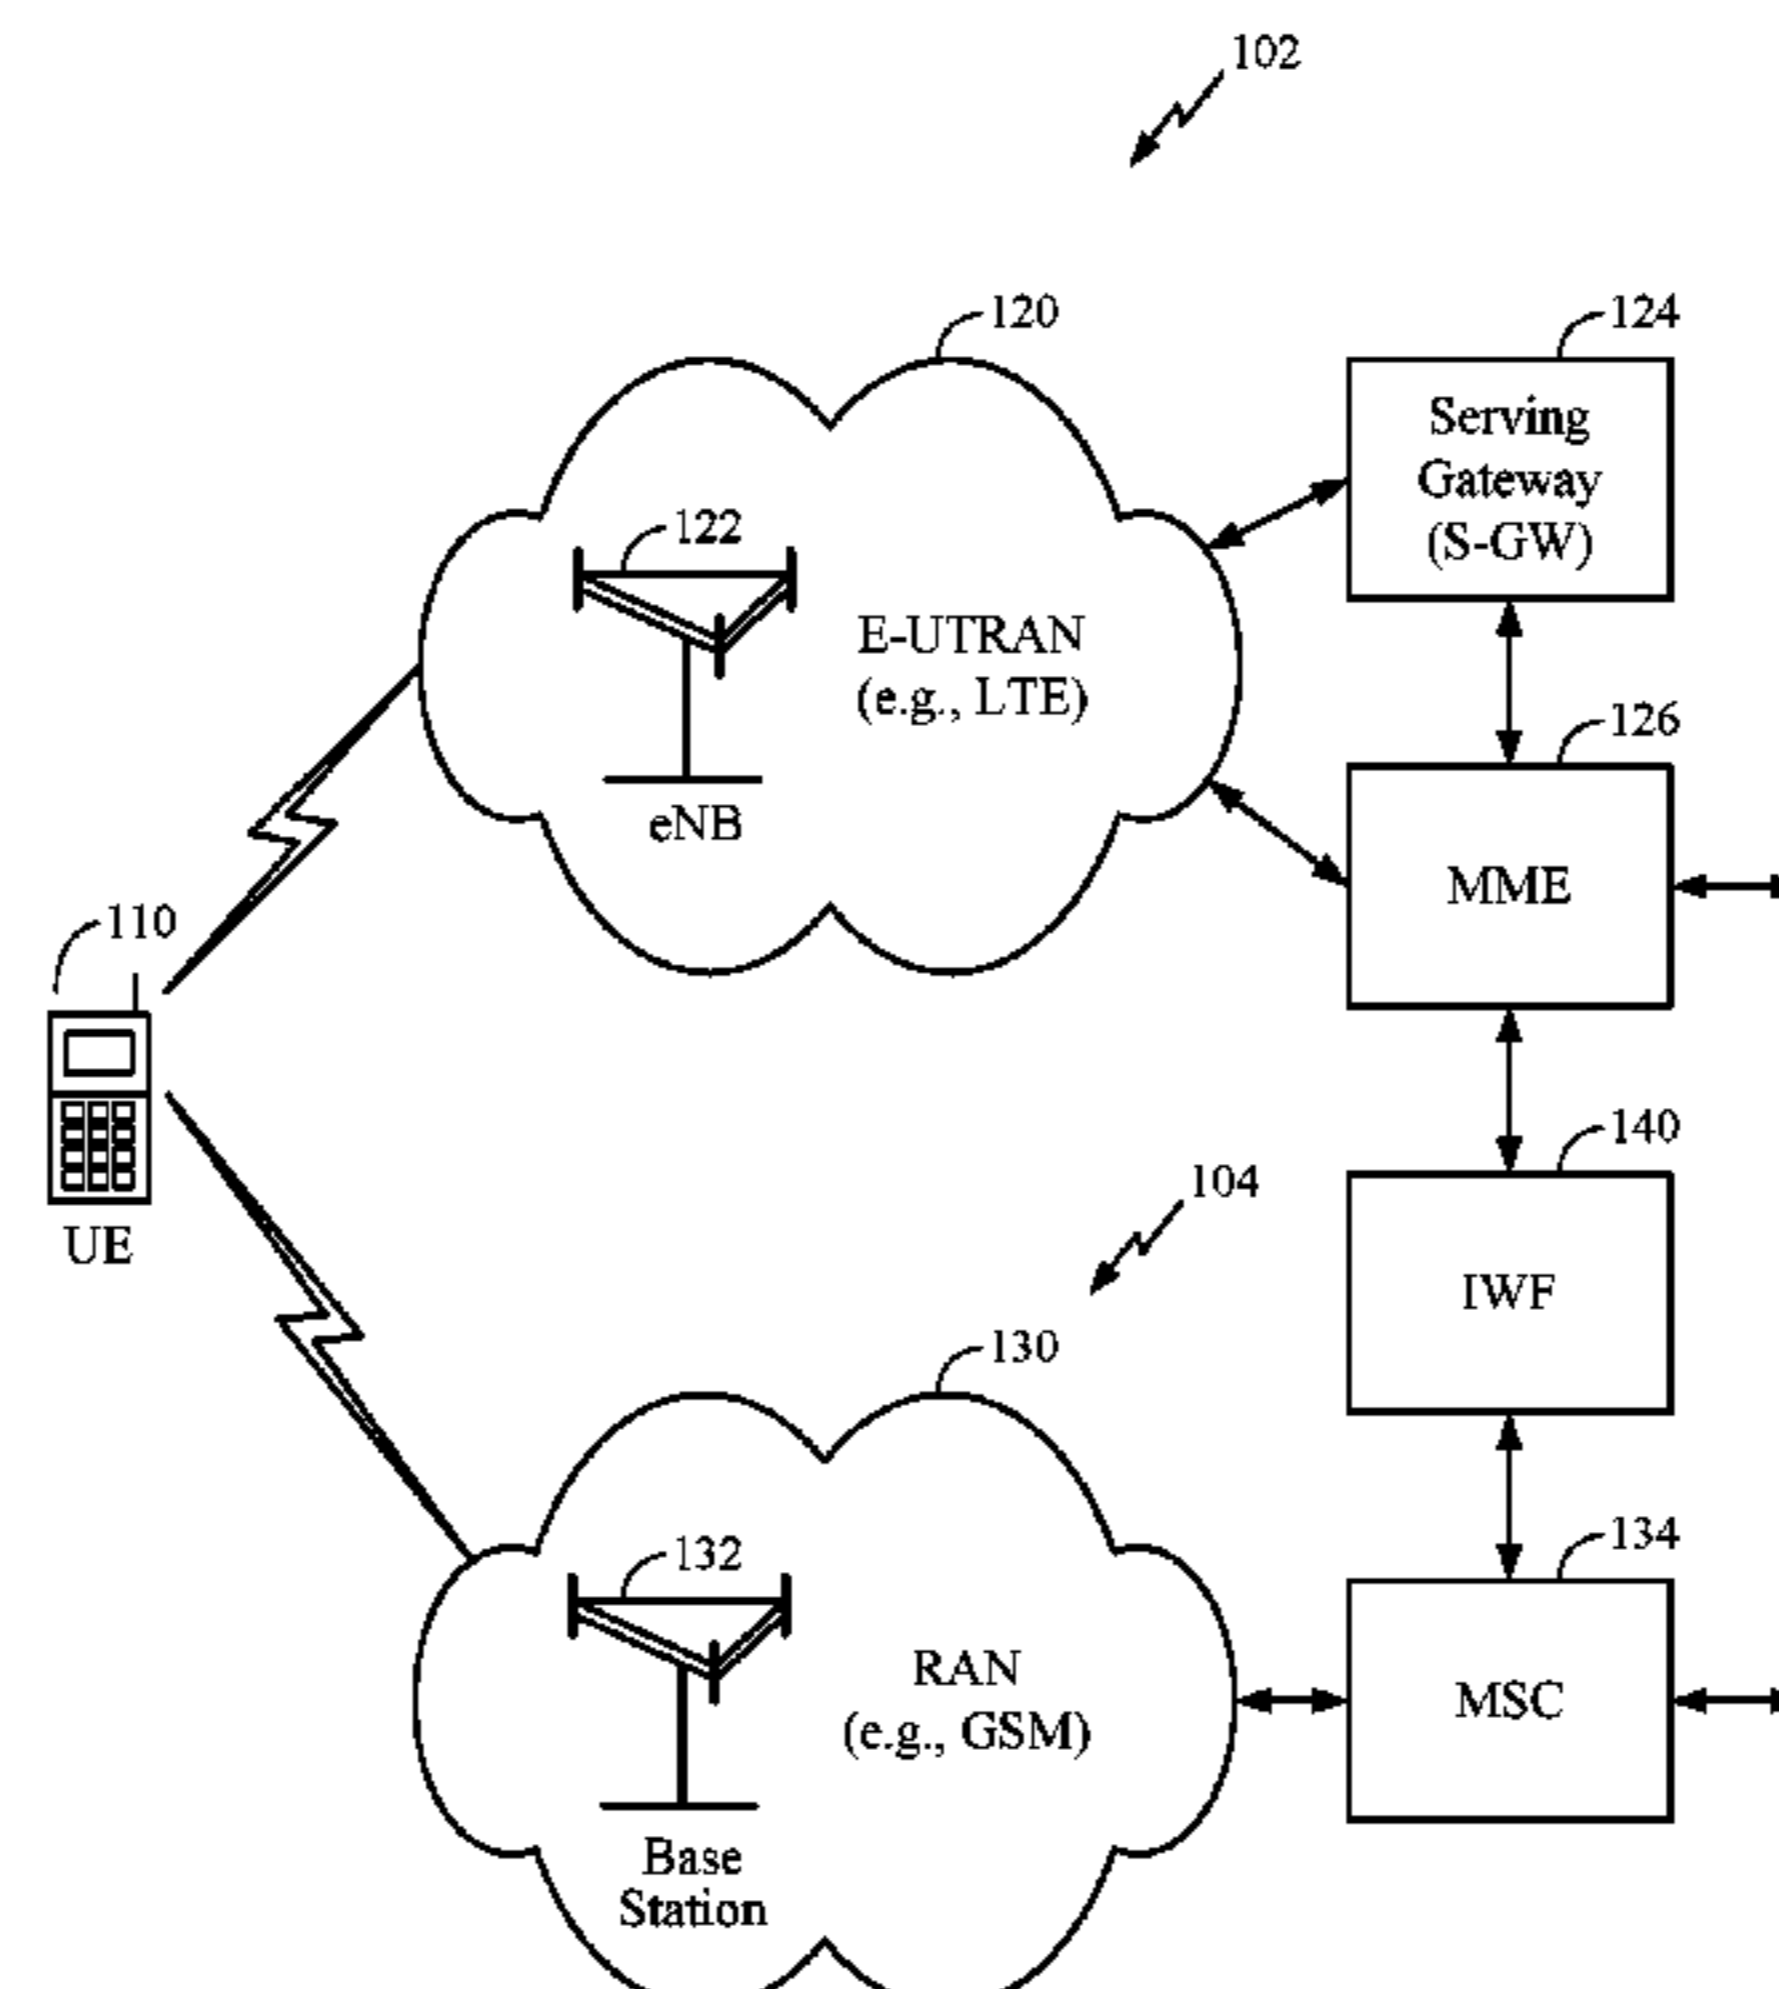 102
120
124
Serving
Gateway
(S-GW)
122
E-UTRAN
(e.g., LTE)
eNB
126
MME
110
UE
140
IWF
104
130
134
MSC
132
RAN
(e.g., GSM)
Base
Station